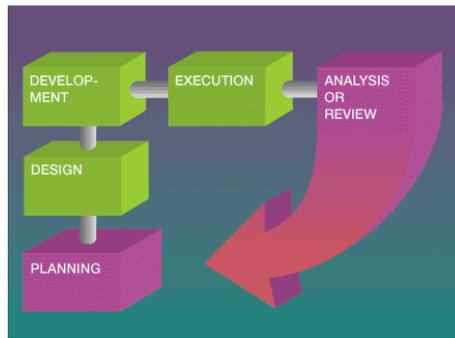 DEVELOP-
MENT
EXECUTION
ANALYSIS
OR
REVIEW
DESIGN
PLANNING